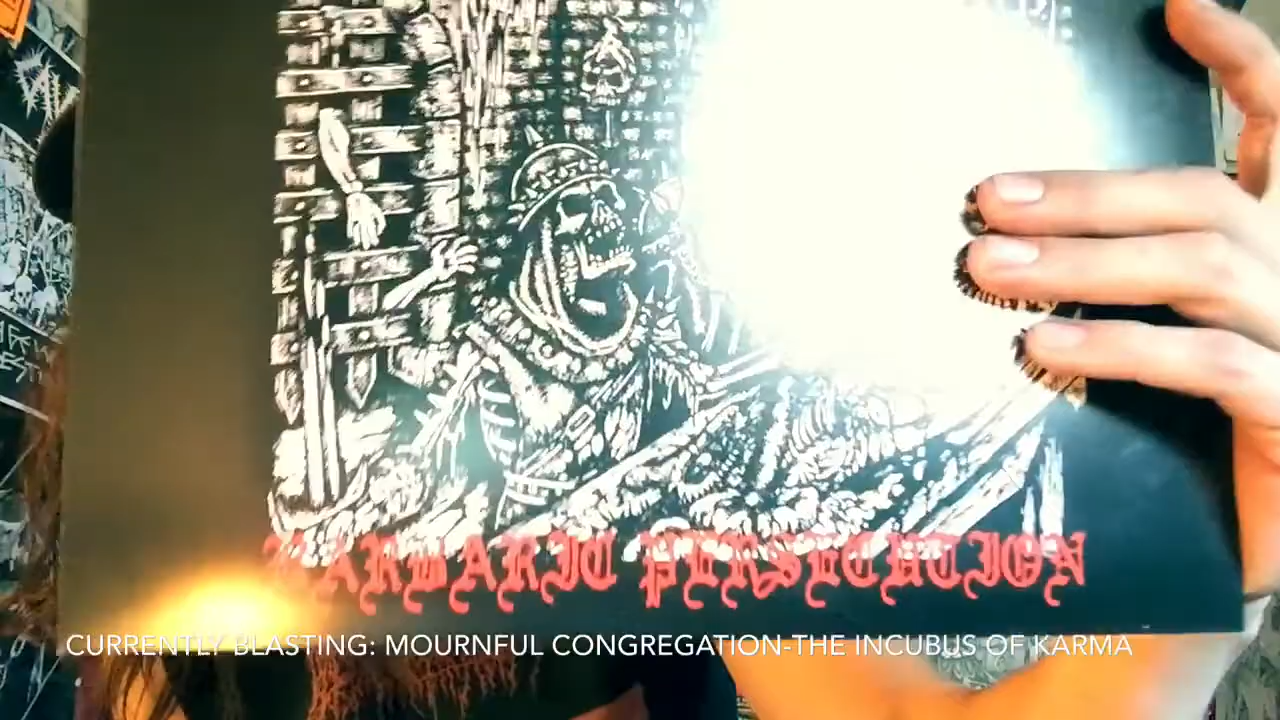 BARBARIC PERSECUTION
CURRENTLY BLASTING: MOURNFUL CONGREGATION-THE INCUBUS OF KARMA